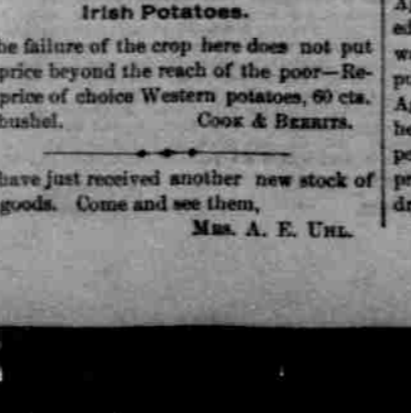 Irish Potatoes.
he failure of the crop here does not put
price beyond the reach of the poor—Re-
price of choice Western potatoes, 60 cts.
bushel. COOK & BERRITS.
have just received another new stock of
goods. Come and see them,
MRS. A. E. UHL.